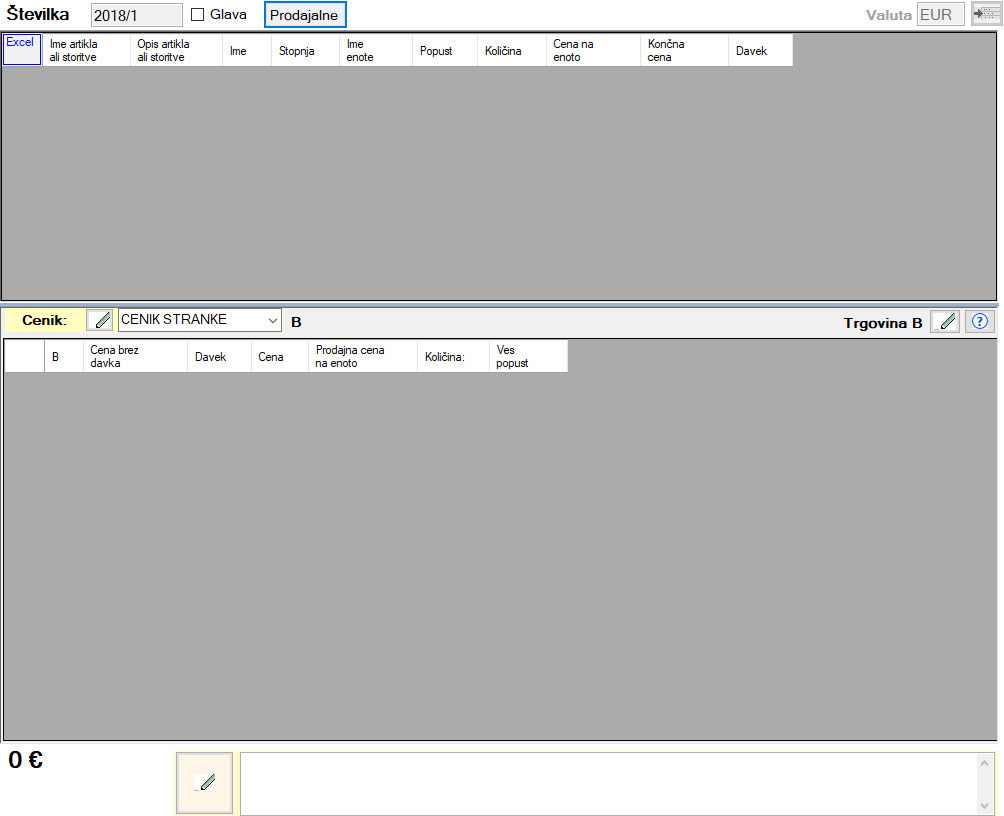 Številka 2018/1 Glava Prodajalne Valuta EUR
Excel Ime artikla ali storitve Opis artikla ali storitve Ime Stopnja Ime enote Popust Količina Cena na enoto Končna cena Davek
Cenik: CENIK STRANKE B Trgovina B ?
B Cena brez davka Davek Cena Prodajna cena na enoto Količina: Ves popust
0 €